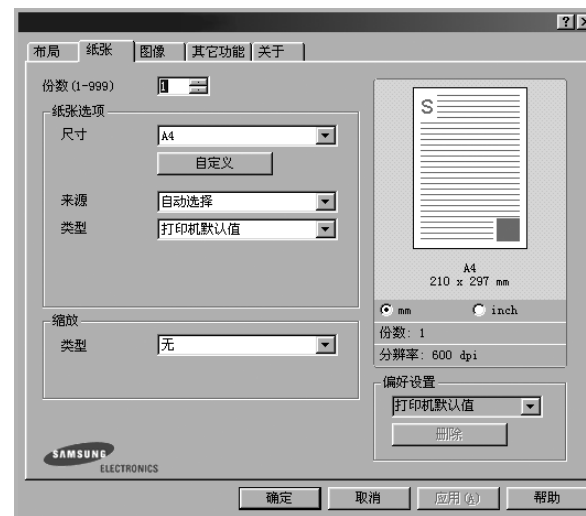 布局 纸张 图像 其它功能 关于
份数(1-999) 1
纸张选项
尺寸 A4
自定义
来源 自动选择
类型 打印机默认值
缩放
类型 无
SAMSUNG
ELECTRONICS
S
A4
210 x 297 mm
mm inch
份数: 1
分辨率: 600 dpi
偏好设置
打印机默认值
删除
确定 取消 应用(A) 帮助